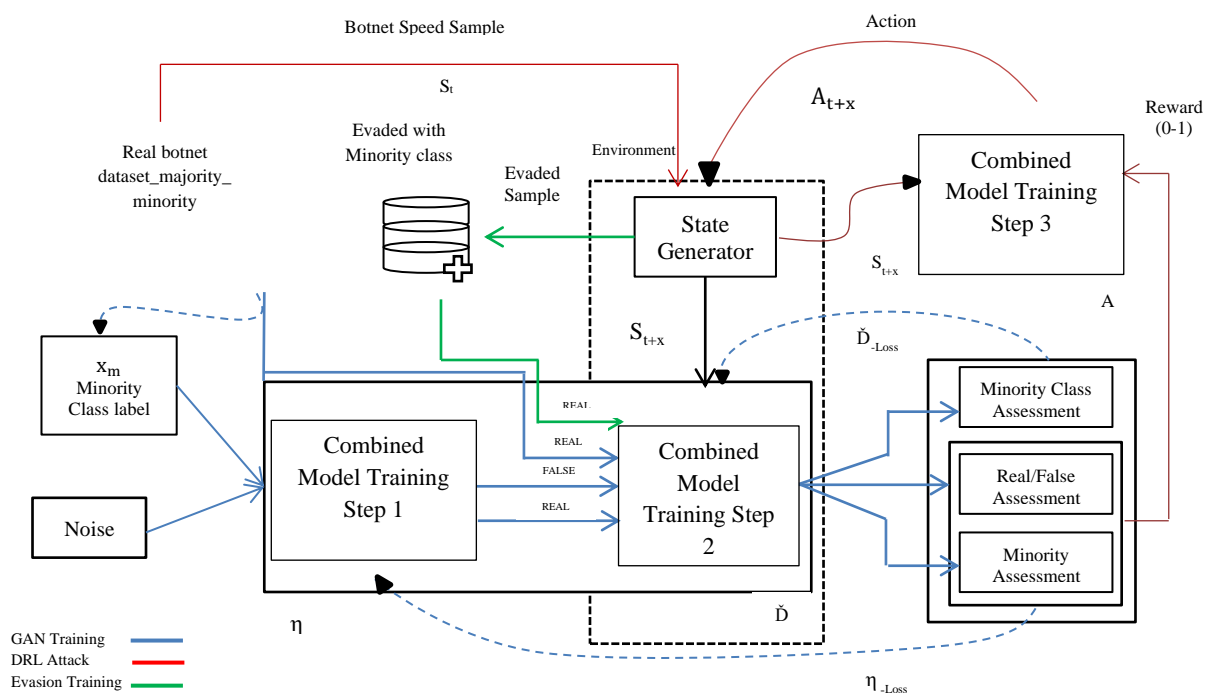 Botnet Speed Sample
Action
St
At+x
Reward
(0-1)
Evaded with
Minority class
Real botnet
dataset_majority_
minority
Environment
Evaded
Sample
Combined
Model Training
Step 3
State
Generator
St+x
A
St+x
Ď-Loss
xm
Minority
Class label
Minority Class
Assessment
REAL
REAL
FALSE
REAL
Combined
Model Training
Step 1
Combined
Model
Training Step
2
Real/False
Assessment
Noise
Minority
Assessment
η
Ď
GAN Training
DRL Attack
Evasion Training
η-Loss